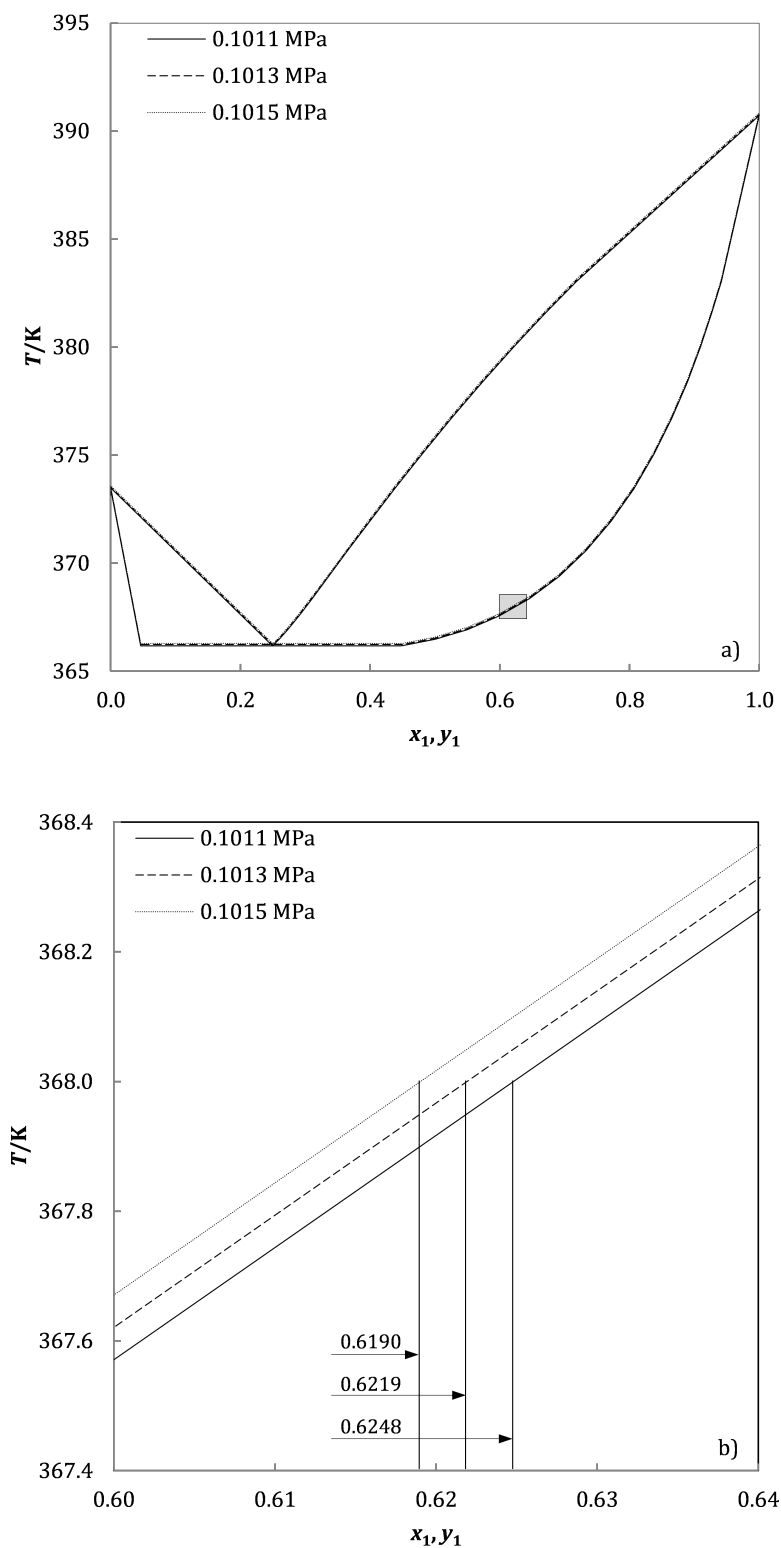 395
390
385
380
375
370
365
T/K
0.1011 MPa
0.1013 MPa
0.1015 MPa
a)
0.0 0.2 0.4 0.6 0.8 1.0
x1, y1
368.4
368.2
368.0
367.8
367.6
367.4
T/K
0.1011 MPa
0.1013 MPa
0.1015 MPa
0.6190
0.6219
0.6248
b)
0.60 0.61 0.62 0.63 0.64
x1, y1